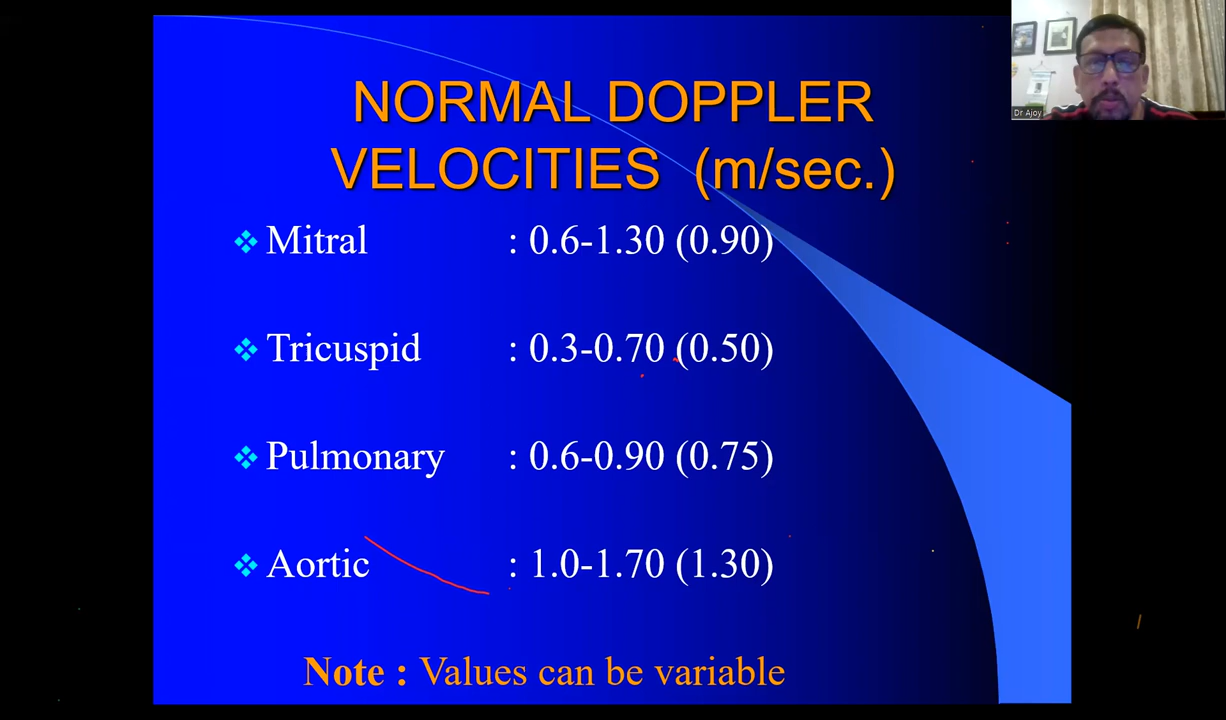 NORMAL DOPPLER
VELOCITIES (m/sec.)
Mitral : 0.6-1.30 (0.90)
Tricuspid : 0.3-0.70 (0.50)
Pulmonary : 0.6-0.90 (0.75)
Aortic : 1.0-1.70 (1.30)
Note : Values can be variable
Dr Ajoy